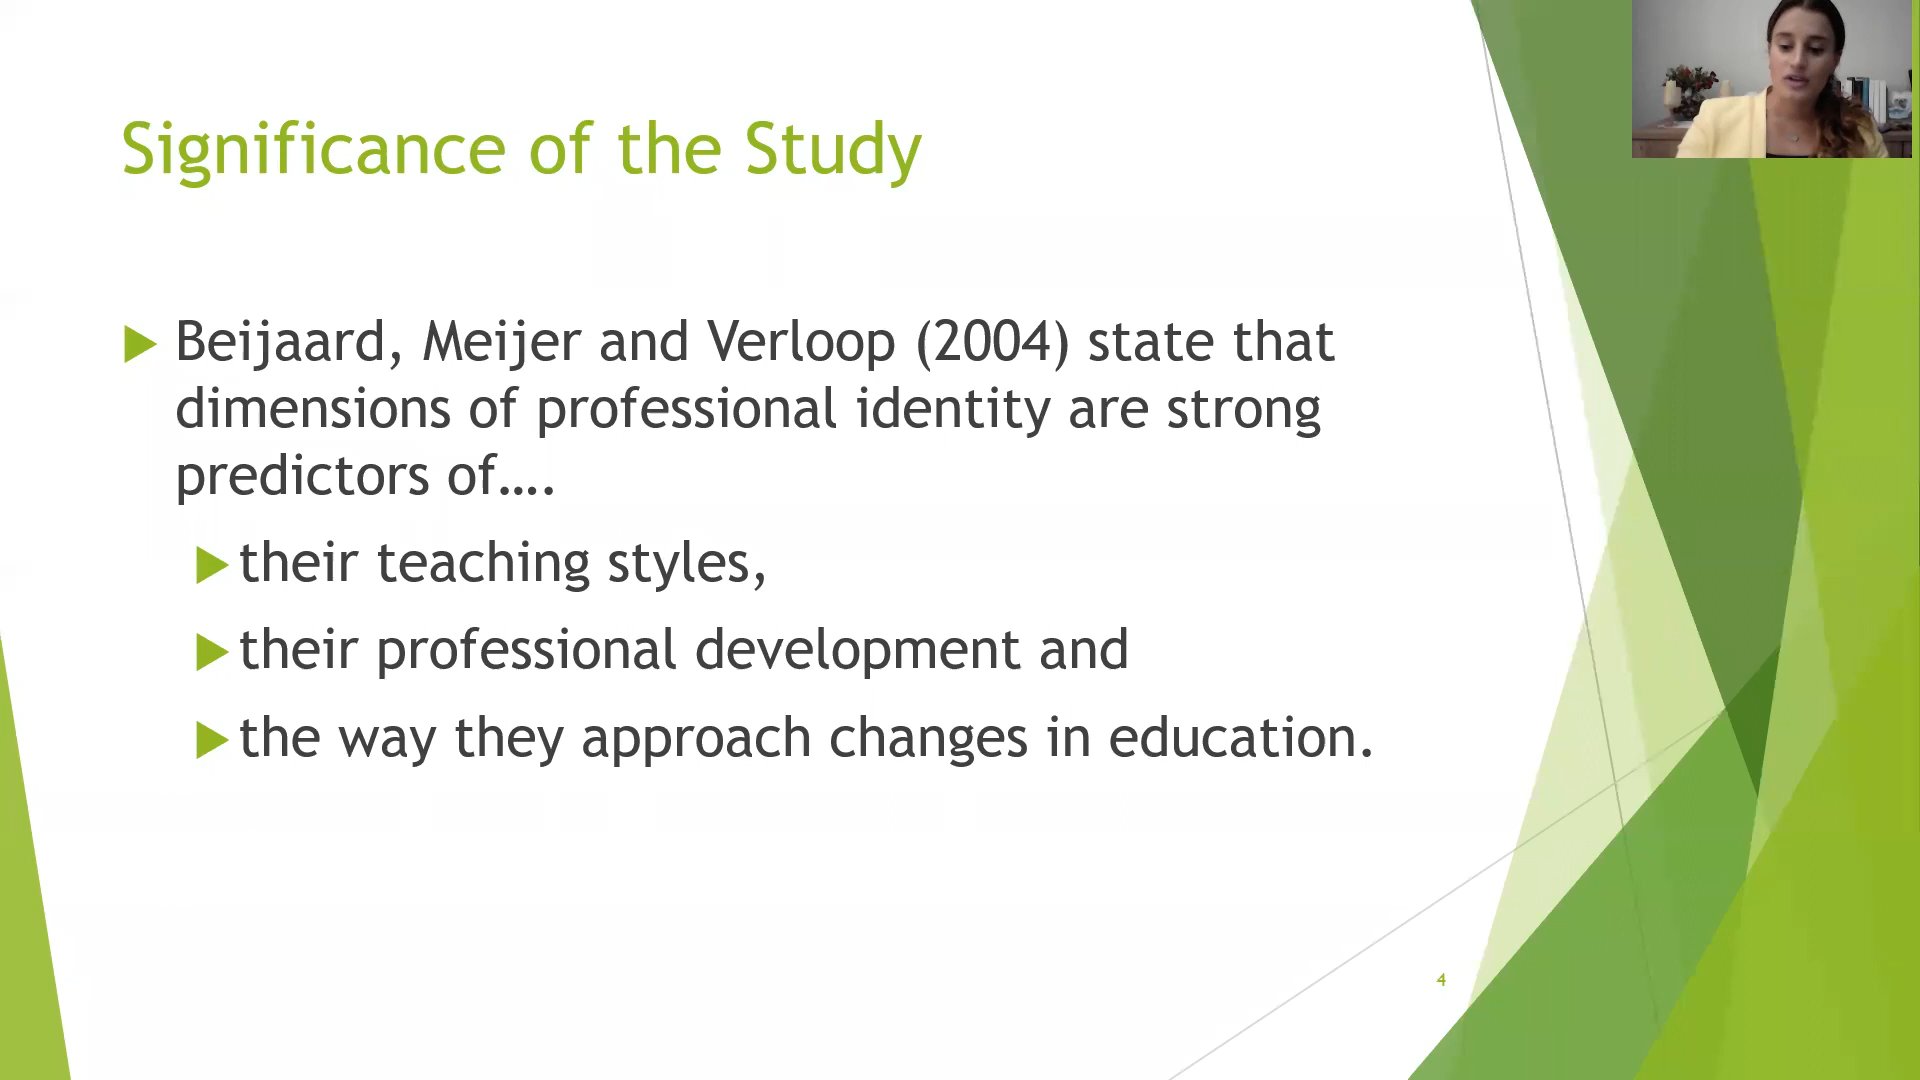 Significance of the Study
Beijaard, Meijer and Verloop (2004) state that
dimensions of professional identity are strong
predictors of….
their teaching styles,
their professional development and
the way they approach changes in education.
4